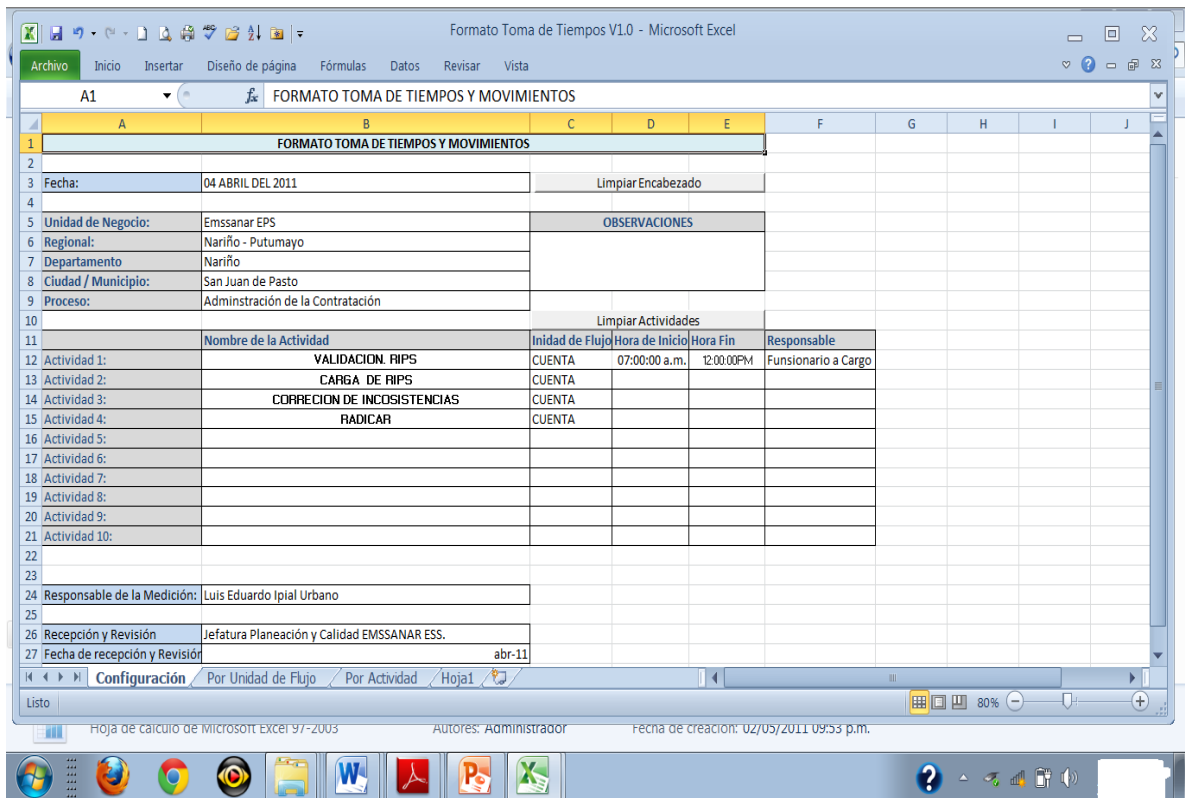 Formato Toma de Tiempos V1.0 - Microsoft Excel
Archivo Inicio Insertar Diseño de página Fórmulas Datos Revisar Vista
A1 fx FORMATO TOMA DE TIEMPOS Y MOVIMIENTOS
A B C D E F G H I J
1 FORMATO TOMA DE TIEMPOS Y MOVIMIENTOS
2
3 Fecha: 04 ABRIL DEL 2011 Limpiar Encabezado
4
5 Unidad de Negocio: Emssanar EPS OBSERVACIONES
6 Regional: Nariño - Putumayo
7 Departamento Nariño
8 Ciudad / Municipio: San Juan de Pasto
9 Proceso: Adminstración de la Contratación
10 Limpiar Actividades
11 Nombre de la Actividad Inidad de Flujo Hora de Inicio Hora Fin Responsable
12 Actividad 1: VALIDACION. RIPS CUENTA 07:00:00 a.m. 12:00:00PM Funsionario a Cargo
13 Actividad 2: CARGA DE RIPS CUENTA
14 Actividad 3: CORRECION DE INCOSISTENCIAS CUENTA
15 Actividad 4: RADICAR CUENTA
16 Actividad 5:
17 Actividad 6:
18 Actividad 7:
19 Actividad 8:
20 Actividad 9:
21 Actividad 10:
22
23
24 Responsable de la Medición: Luis Eduardo Ipial Urbano
25
26 Recepción y Revisión Jefatura Planeación y Calidad EMSSANAR ESS.
27 Fecha de recepción y Revisión abr-11
Configuración Por Unidad de Flujo Por Actividad Hoja1
Listo 80%
Hoja de cálculo de Microsoft Excel 97-2003 Autores: Administrador Fecha de creación: 02/05/2011 09:53 p.m.